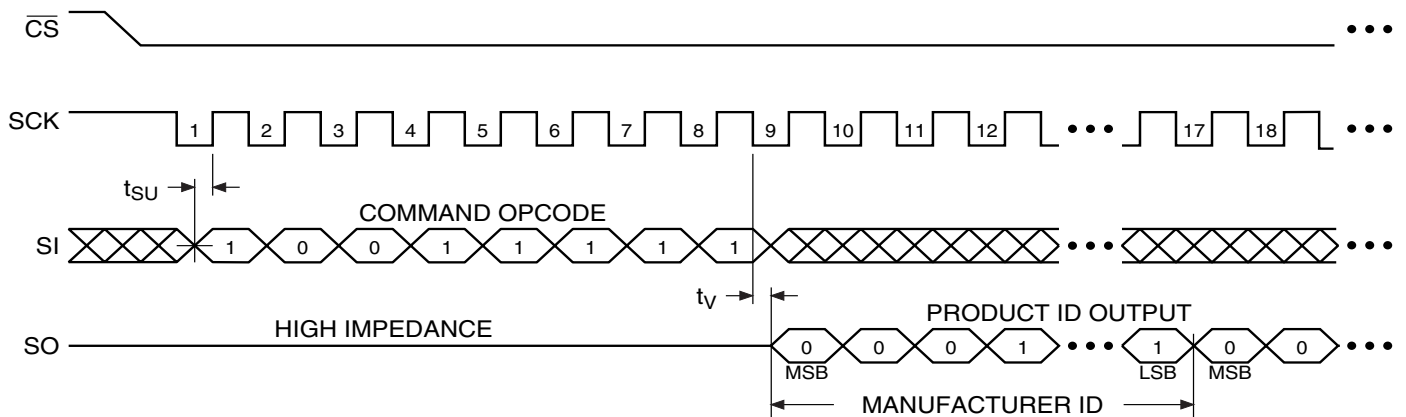 CS
SCK 1 2 3 4 5 6 7 8 9 10 11 12 17 18
tSU
COMMAND OPCODE
SI 1 0 0 1 1 1 1 1
tV
HIGH IMPEDANCE PRODUCT ID OUTPUT
SO 0 0 0 1 1 0 0
MSB LSB MSB
MANUFACTURER ID